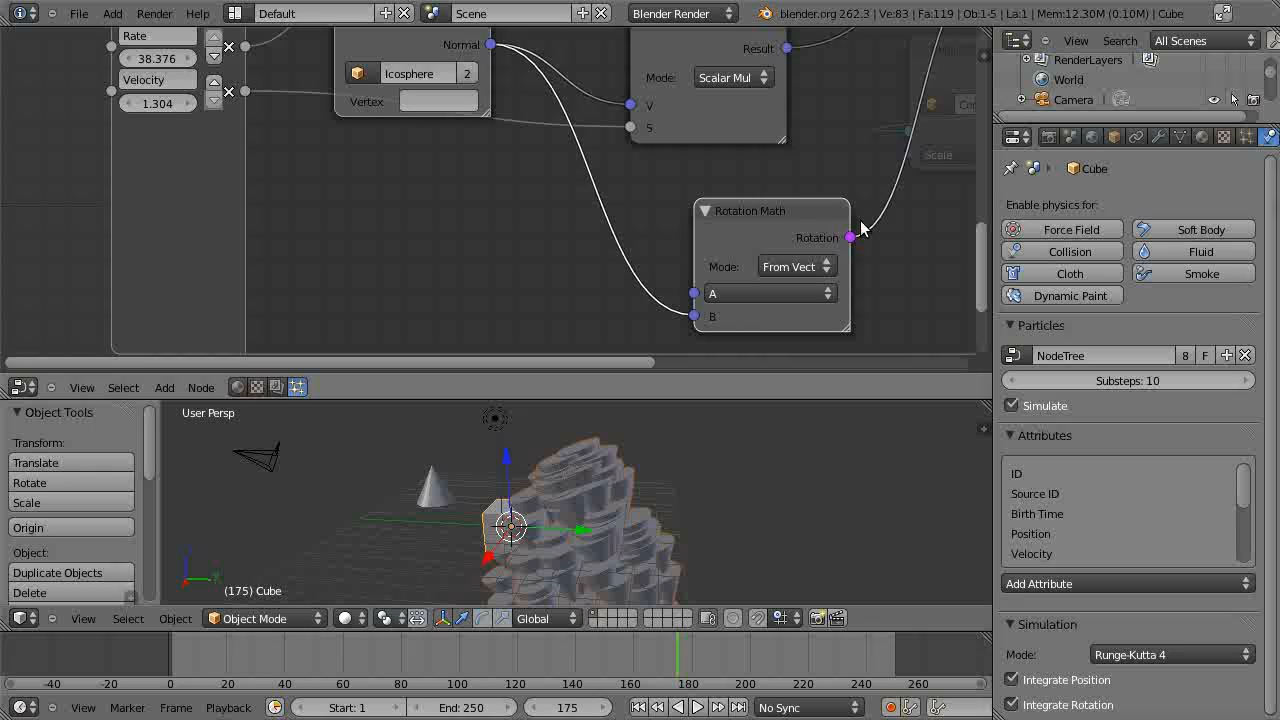 File Add Render Help Default Scene Blender Render blender.org 262.3 | Ve:83 | Fa:119 | Ob:1-5 | La:1 | Mem:12.30M (0:10M) | Cube
Rate
38.376
Velocity
1.304
Normal
Icosphere 2
Vertex
Result
Mode: Scalar Mul
V
S
Scale
Rotation Math
Rotation
Mode: From Vect
A
B
View Select Add Node
View Search All Scenes
RenderLayers
World
Camera
Cube
Enable physics for:
Force Field Soft Body
Collision Fluid
Cloth Smoke
Dynamic Paint
Particles
NodeTree 8 F
Substeps: 10
Simulate
Attributes
ID
Source ID
Birth Time
Position
Velocity
Add Attribute
Simulation
Mode: Runge-Kutta 4
Integrate Position
Integrate Rotation
Object Tools
Transform:
Translate
Rotate
Scale
Origin
Object:
Duplicate Objects
Delete
User Persp
(175) Cube
View Select Object Object Mode Global
-40 -20 0 20 40 60 80 100 120 140 160 180 200 220 240 260 280
View Marker Frame Playback Start: 1 End: 250 175 No Sync